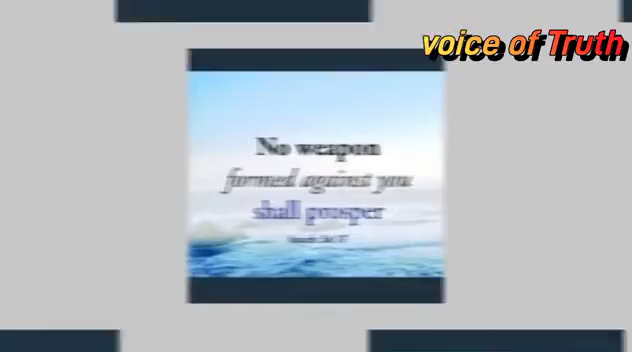 voice of Truth
No weapon
formed against you
shall prosper